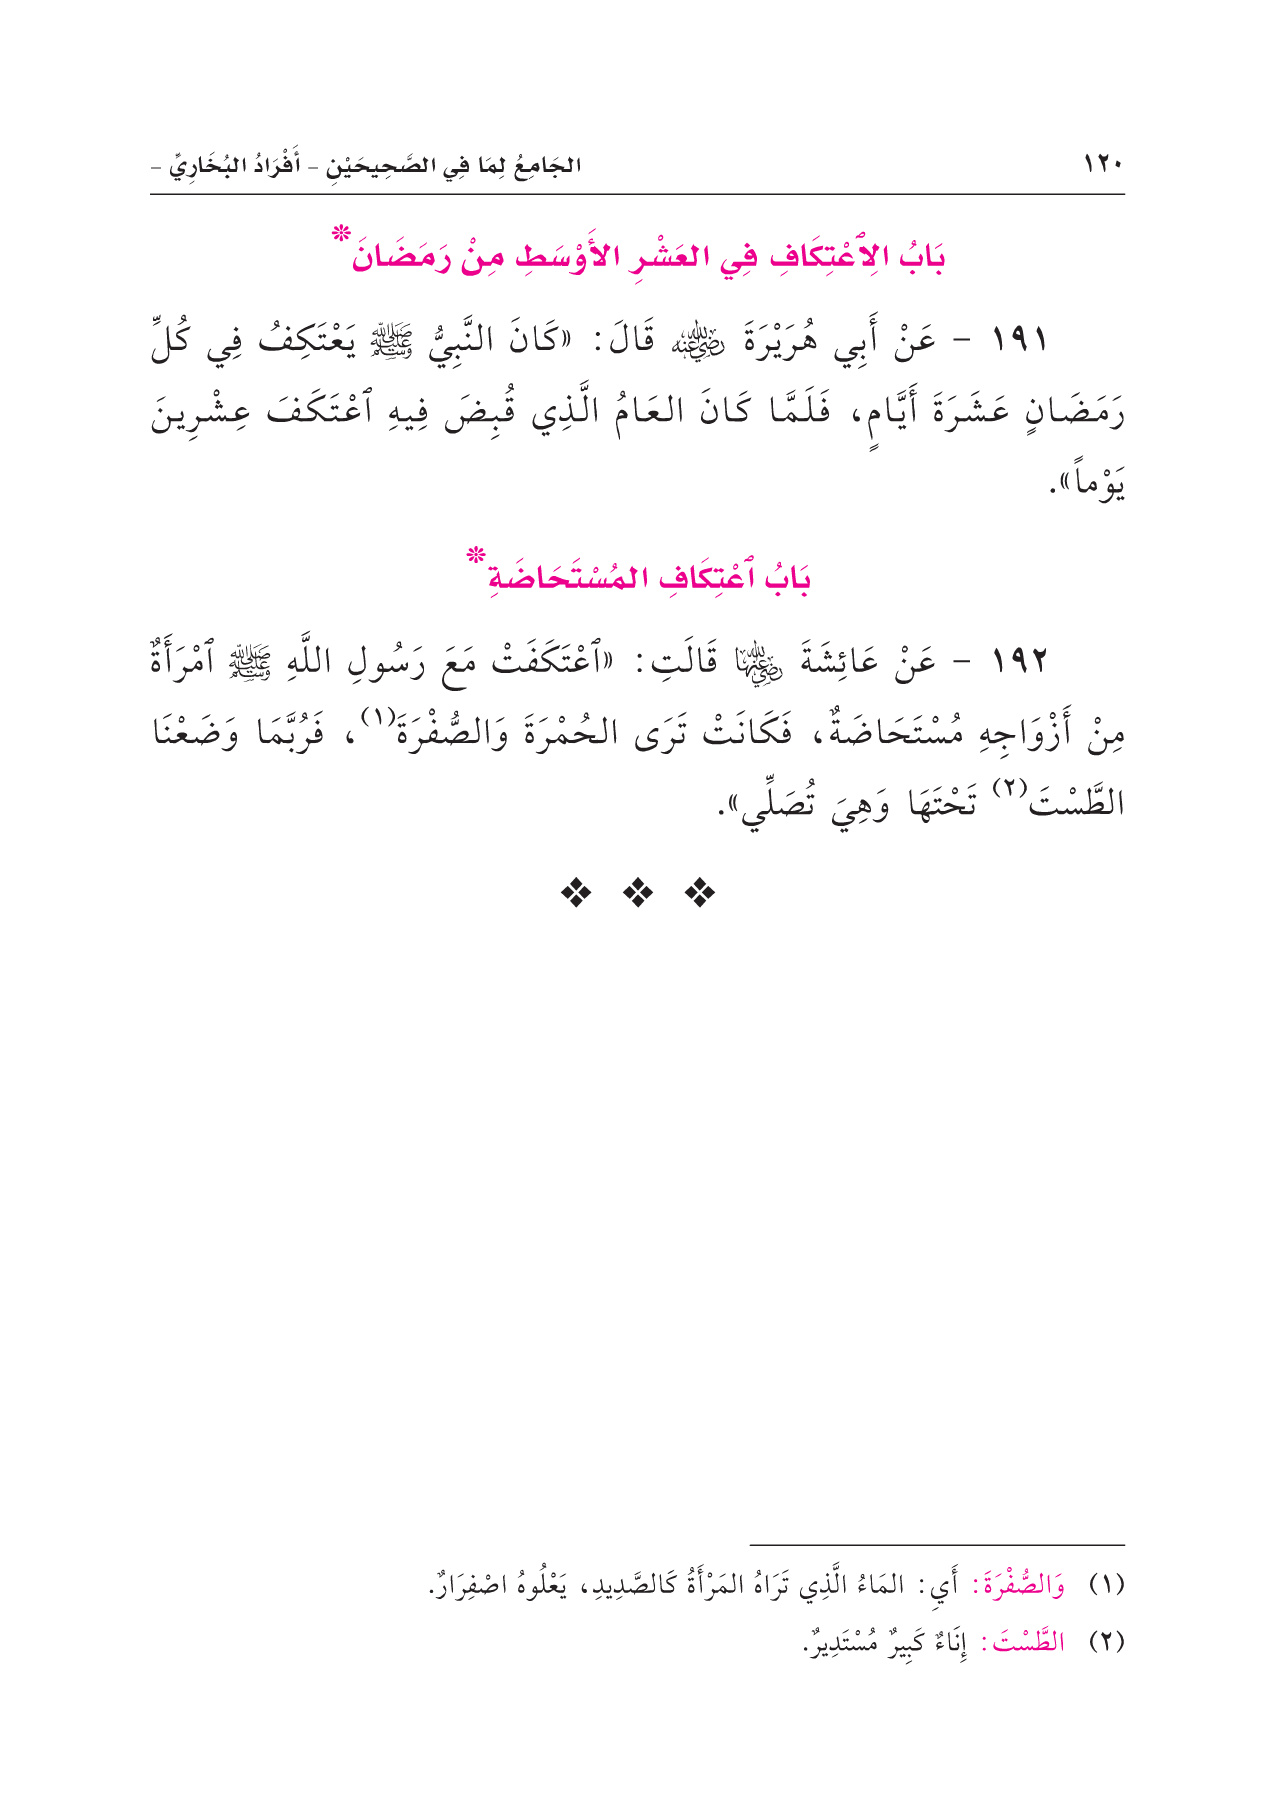 ١٢٠ الجَامِعُ لِمَا فِي الصَّحِيحَيْنِ - أَفْرَادُ البُخَارِيِّ -
بَابُ الِاعْتِكَافِ فِي العَشْرِ الأَوْسَطِ مِنْ رَمَضَانَ*
١٩١ - عَنْ أَبِي هُرَيْرَةَ رضي الله عنه قَالَ: «كَانَ النَّبِيُّ ﷺ يَعْتَكِفُ فِي كُلِّ
رَمَضَانٍ عَشَرَةَ أَيَّامٍ، فَلَمَّا كَانَ العَامُ الَّذِي قُبِضَ فِيهِ ٱعْتَكَفَ عِشْرِينَ
يَوْماً».
بَابُ ٱعْتِكَافِ المُسْتَحَاضَةِ*
١٩٢ - عَنْ عَائِشَةَ رضي الله عنها قَالَتِ: «ٱعْتَكَفَتْ مَعَ رَسُولِ اللَّهِ ﷺ ٱمْرَأَةٌ
مِنْ أَزْوَاجِهِ مُسْتَحَاضَةٌ، فَكَانَتْ تَرَى الحُمْرَةَ وَالصُّفْرَةَ(١)، فَرُبَّمَا وَضَعْنَا
الطَّسْتَ(٢) تَحْتَهَا وَهِيَ تُصَلِّي».
❖ ❖ ❖
(١) وَالصُّفْرَةَ: أَيِ: المَاءُ الَّذِي تَرَاهُ المَرْأَةُ كَالصَّدِيدِ، يَعْلُوهُ اصْفِرَارٌ.
(٢) الطَّسْتَ: إِنَاءٌ كَبِيرٌ مُسْتَدِيرٌ.